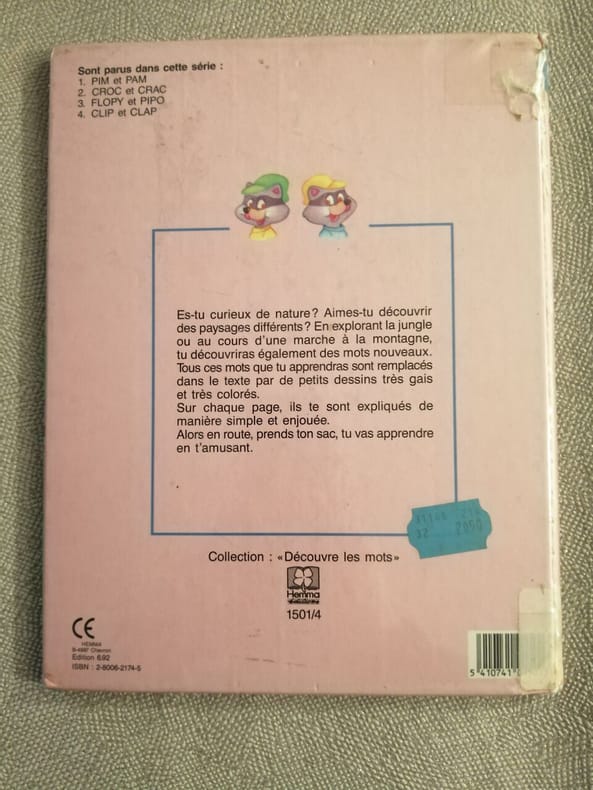 Sont parus dans cette série :
1. PIM et PAM
2. CROC et CRAC
3. FLOPY et PIPO
4. CLIP et CLAP
Es-tu curieux de nature ? Aimes-tu découvrir
des paysages différents ? En explorant la jungle
ou au cours d'une marche à la montagne,
tu découvriras également des mots nouveaux.
Tous ces mots que tu apprendras sont remplacés
dans le texte par de petits dessins très gais
et très colorés.
Sur chaque page, ils te sont expliqués de
manière simple et enjouée.
Alors en route, prends ton sac, tu vas apprendre
en t'amusant.
32
Collection : «Découvre les mots»
Hemma
1501/4
CE
HEMMA
B-4987 Chevron
Edition 6.92
ISBN : 2-8006-2174-5
5 410741